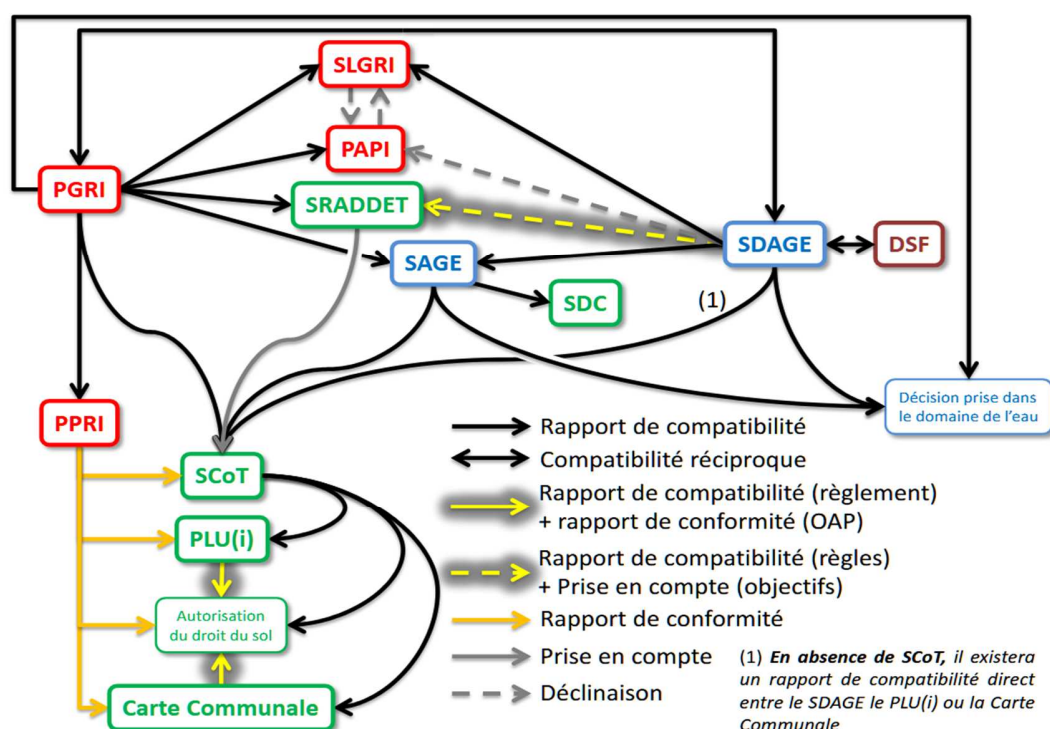 SLGRI
PAPI
PGRI
SRADDET
SDAGE
DSF
SAGE
SDC
(1)
Décision prise dans
le domaine de l'eau
PPRI
SCoT
PLU(i)
Autorisation
du droit du sol
Carte Communale
Rapport de compatibilité
Compatibilité réciproque
Rapport de compatibilité (règlement)
+ rapport de conformité (OAP)
Rapport de compatibilité (règles)
+ Prise en compte (objectifs)
Rapport de conformité
Prise en compte
Déclinaison
(1) En absence de SCoT, il existera
un rapport de compatibilité direct
entre le SDAGE le PLU(i) ou la Carte
Communale